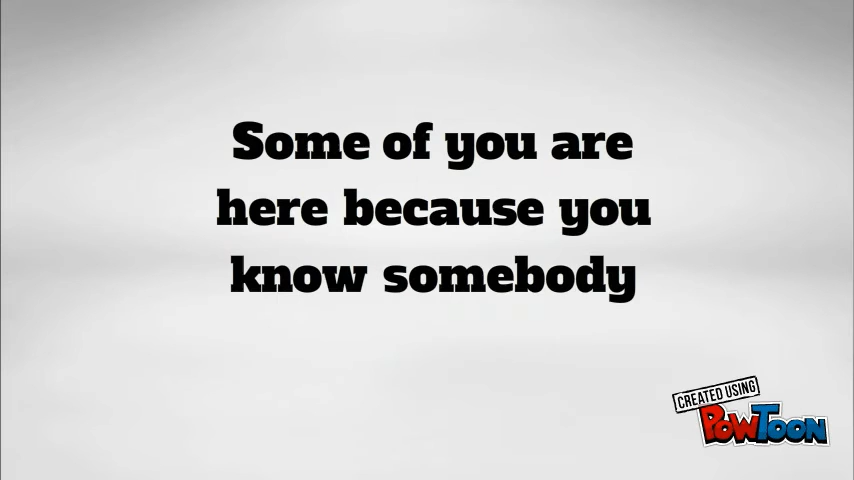 Some of you are
here because you
know somebody
CREATED USING
POWTOON